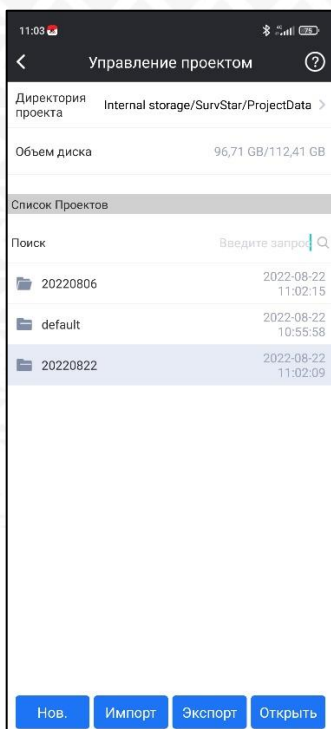 11:03 75
Управление проектом ?
Директория проекта Internal storage/SurvStar/ProjectData
Объем диска 96,71 GB/112,41 GB
Список Проектов
Поиск Введите запрос
20220806 2022-08-22 11:02:15
default 2022-08-22 10:55:58
20220822 2022-08-22 11:02:09
Нов. Импорт Экспорт Открыть